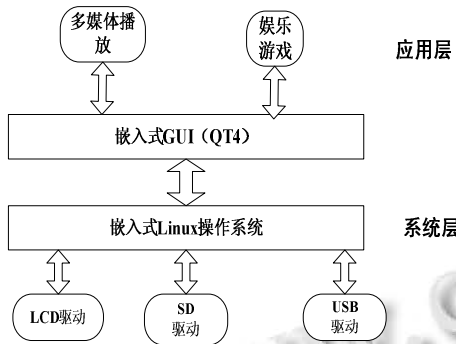 多媒体播
放
娱乐
游戏
应用层
嵌入式GUI（QT4）
嵌入式Linux操作系统
系统层
LCD驱动
SD
驱动
USB
驱动